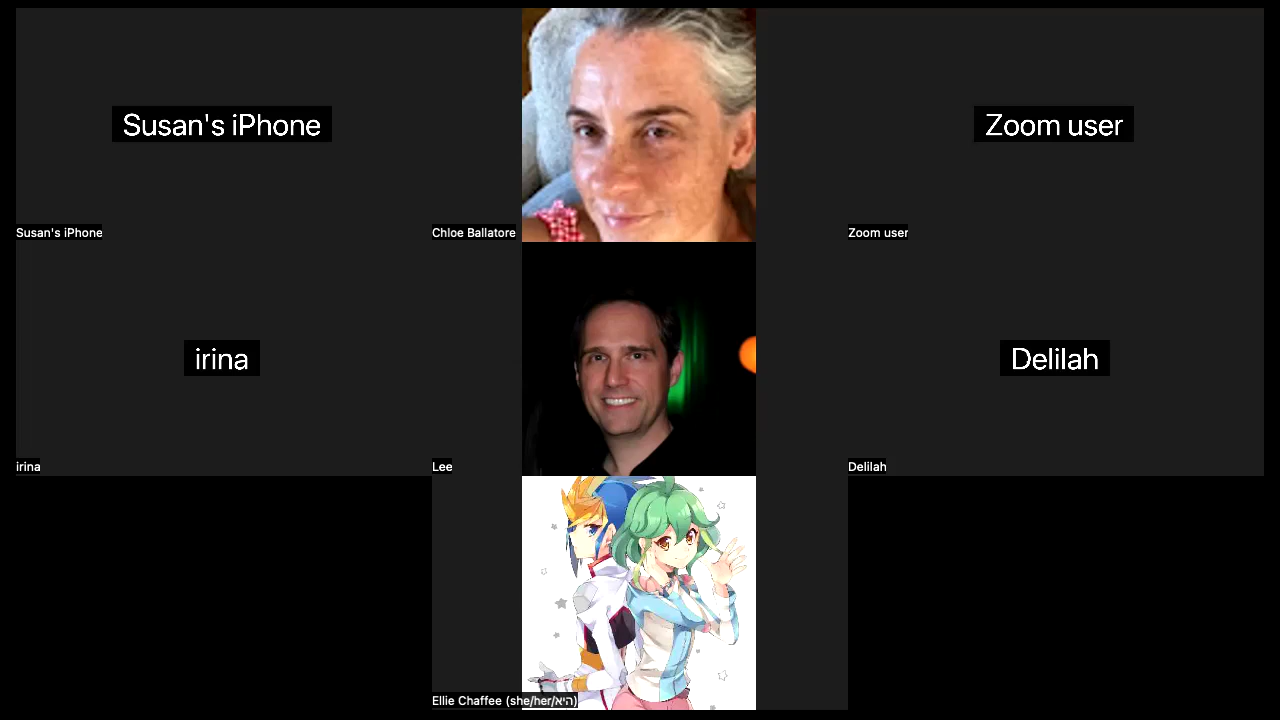 Susan's iPhone
Zoom user
Susan's iPhone
Chloe Ballatore
Zoom user
irina
Delilah
irina
Lee
Delilah
Ellie Chaffee (she/her/היא)